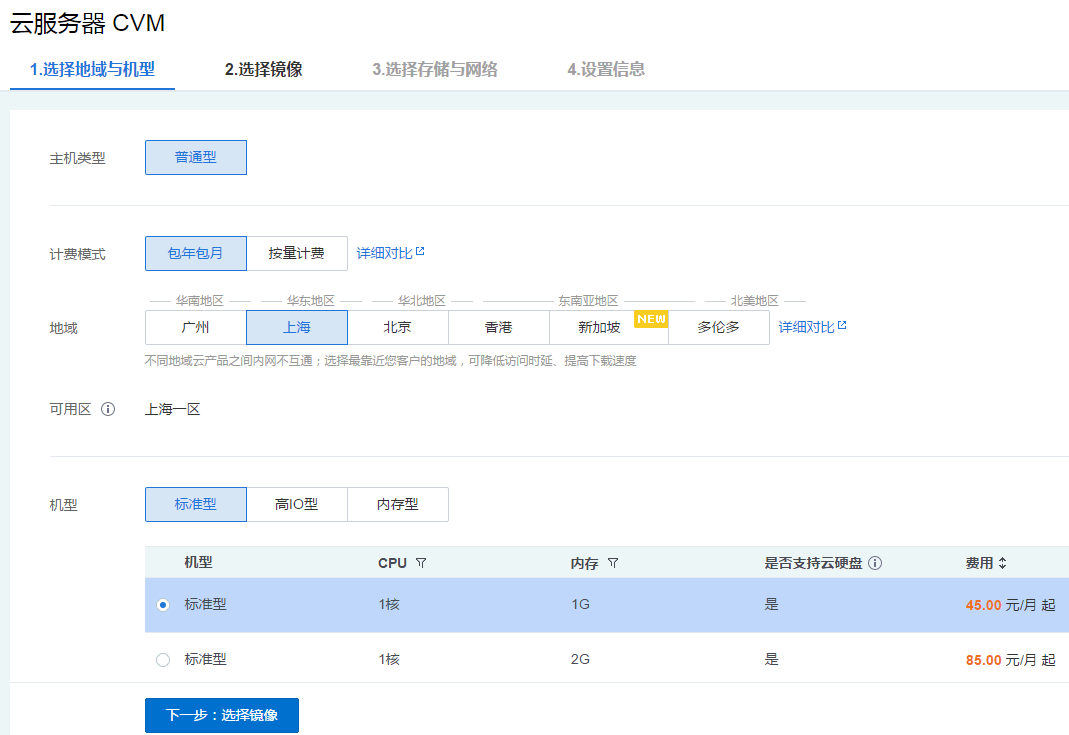 云服务器 CVM
1.选择地域与机型 2.选择镜像 3.选择存储与网络 4.设置信息
主机类型 普通型
计费模式 包年包月 按量计费 详细对比
华南地区 华东地区 华北地区 东南亚地区 北美地区
地域 广州 上海 北京 香港 新加坡 NEW 多伦多 详细对比
不同地域云产品之间内网不互通；选择最靠近您客户的地域，可降低访问时延、提高下载速度
可用区 上海一区
机型 标准型 高IO型 内存型
机型 CPU 内存 是否支持云硬盘 费用
标准型 1核 1G 是 45.00 元/月 起
标准型 1核 2G 是 85.00 元/月 起
下一步：选择镜像